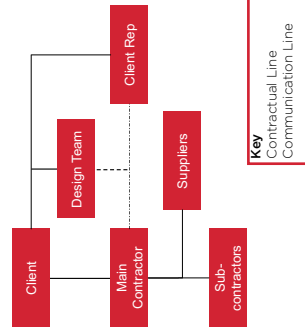 Client
Design Team
Client Rep
Main
Contractor
Suppliers
Sub-
contractors
Key
Contractual Line
Communication Line